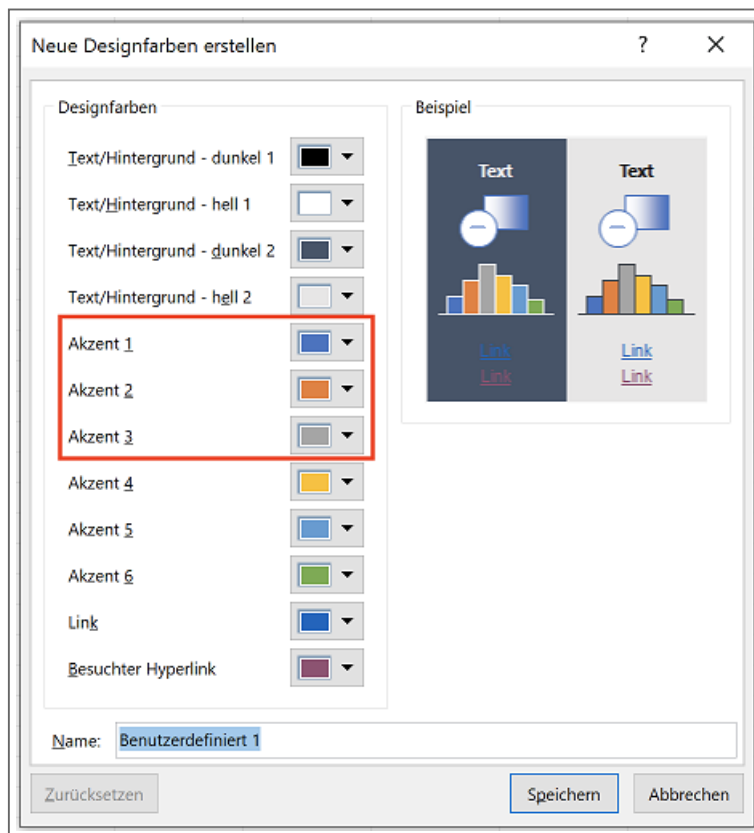 Neue Designfarben erstellen
?
Designfarben
Text/Hintergrund - dunkel 1
Text/Hintergrund - hell 1
Text/Hintergrund - dunkel 2
Text/Hintergrund - hell 2
Akzent 1
Akzent 2
Akzent 3
Akzent 4
Akzent 5
Akzent 6
Link
Besuchter Hyperlink
Beispiel
Text
Link
Link
Text
Link
Link
Name: Benutzerdefiniert 1
Zurücksetzen
Speichern
Abbrechen